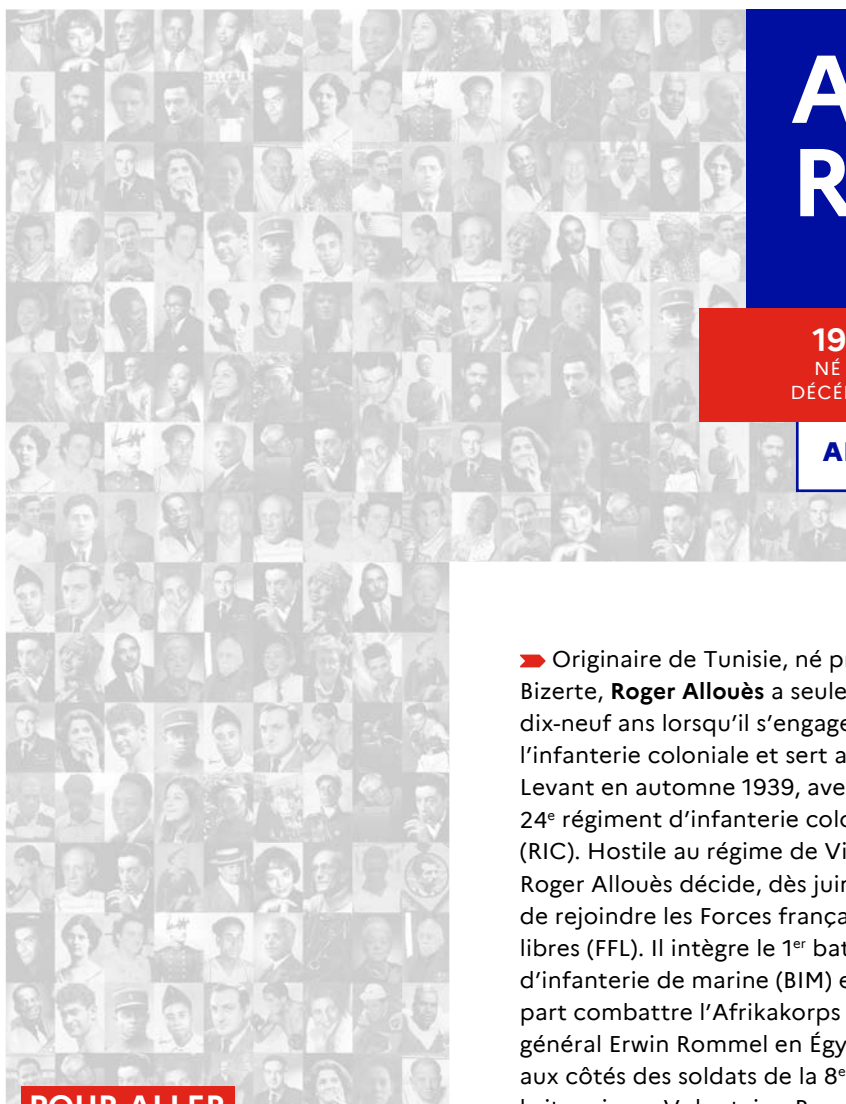 A
R
19
NÉ
DÉCÉ
Originaire de Tunisie, né p
Bizerte, Roger Allouès a seule
dix-neuf ans lorsqu'il s'engage
l'infanterie coloniale et sert a
Levant en automne 1939, ave
24e régiment d'infanterie colo
(RIC). Hostile au régime de Vi
Roger Allouès décide, dès juin
de rejoindre les Forces frança
libres (FFL). Il intègre le 1er bat
d'infanterie de marine (BIM) e
part combattre l'Afrikakorps
général Erwin Rommel en Égy
aux côtés des soldats de la 8e
POUR ALLER